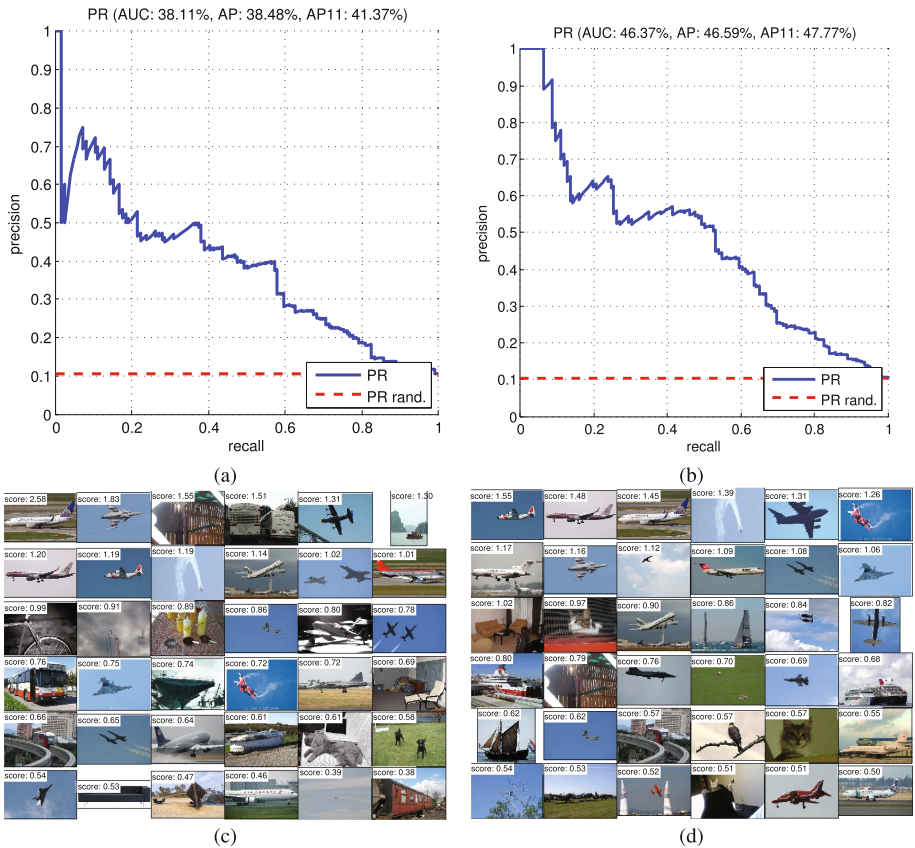 PR (AUC: 38.11%, AP: 38.48%, AP11: 41.37%)
1
0.9
0.8
0.7
0.6
0.5
0.4
0.3
0.2
0.1
0
precision
0 0.2 0.4 0.6 0.8 1
recall
PR
PR rand.
(a)
PR (AUC: 46.37%, AP: 46.59%, AP11: 47.77%)
1
0.9
0.8
0.7
0.6
0.5
0.4
0.3
0.2
0.1
0
precision
0 0.2 0.4 0.6 0.8 1
recall
PR
PR rand.
(b)
score: 2.58 score: 1.83 score: 1.55 score: 1.51 score: 1.31 score: 1.30
score: 1.20 score: 1.19 score: 1.19 score: 1.14 score: 1.02 score: 1.01
score: 0.99 score: 0.91 score: 0.89 score: 0.86 score: 0.80 score: 0.78
score: 0.76 score: 0.75 score: 0.74 score: 0.72 score: 0.72 score: 0.69
score: 0.66 score: 0.65 score: 0.64 score: 0.61 score: 0.61 score: 0.58
score: 0.54 score: 0.53 score: 0.47 score: 0.46 score: 0.39 score: 0.38
(c)
score: 1.55 score: 1.48 score: 1.45 score: 1.39 score: 1.31 score: 1.26
score: 1.17 score: 1.16 score: 1.12 score: 1.09 score: 1.08 score: 1.06
score: 1.02 score: 0.97 score: 0.90 score: 0.86 score: 0.84 score: 0.82
score: 0.80 score: 0.79 score: 0.76 score: 0.70 score: 0.69 score: 0.68
score: 0.62 score: 0.62 score: 0.57 score: 0.57 score: 0.57 score: 0.55
score: 0.54 score: 0.53 score: 0.52 score: 0.51 score: 0.51 score: 0.50
(d)